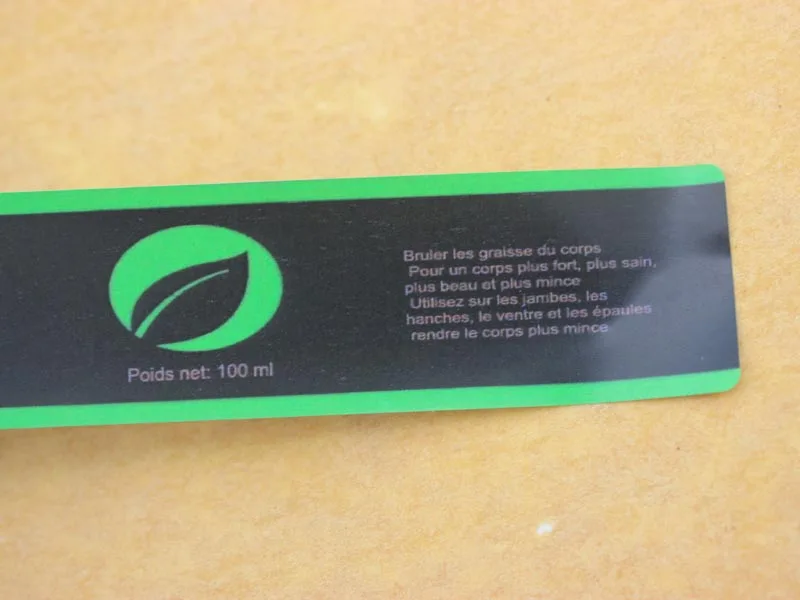 Poids net: 100 ml
Bruler les graisse du corps
Pour un corps plus fort, plus sain,
plus beau et plus mince
Utilisez sur les jambes, les
hanches, le ventre et les épaules
rendre le corps plus mince